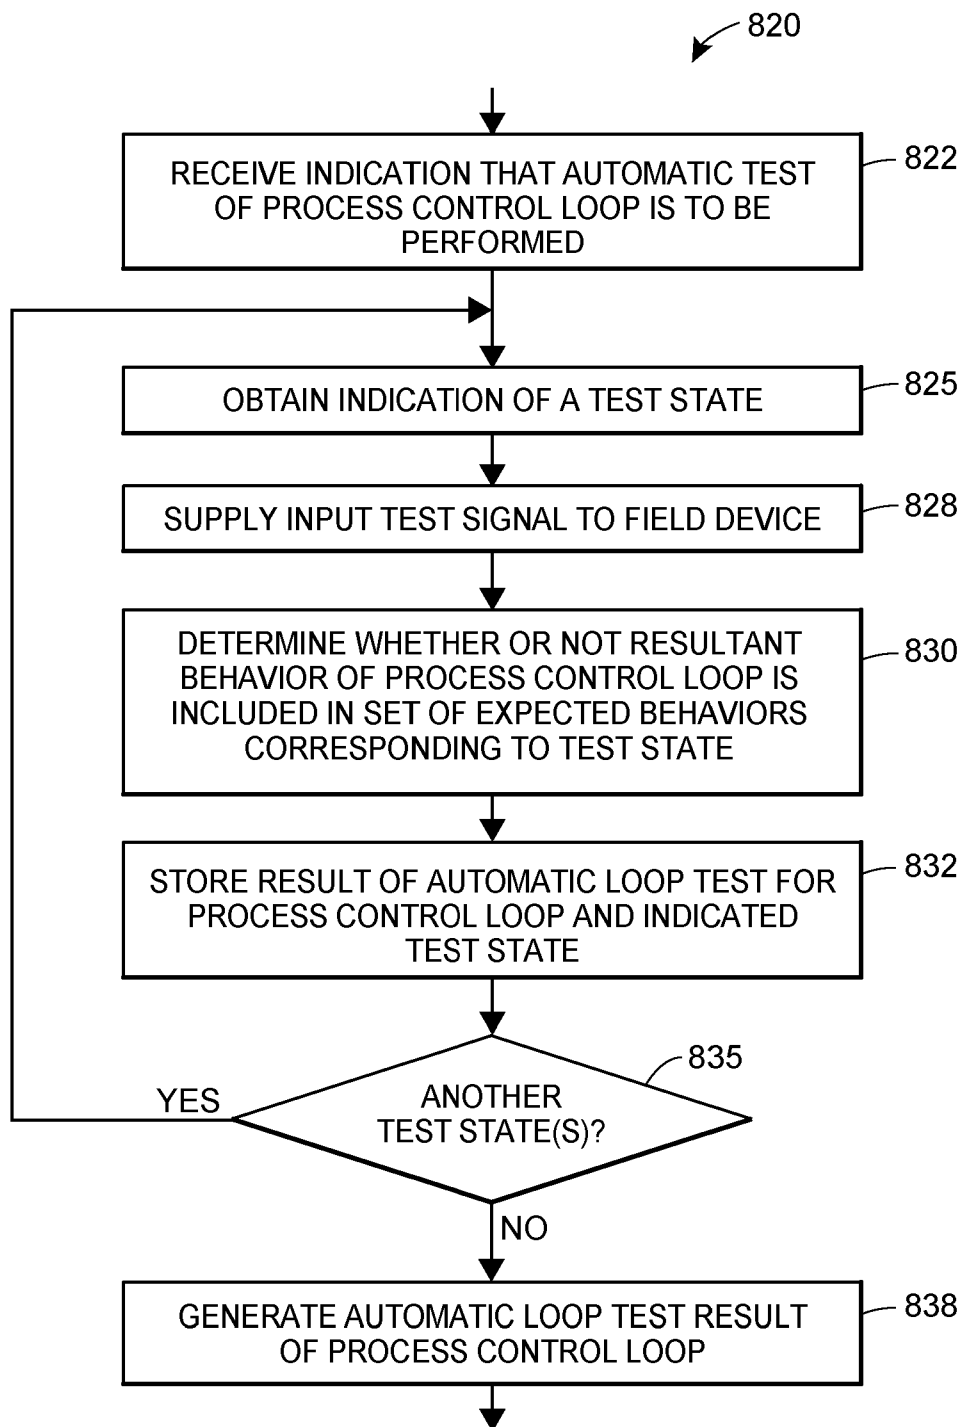 820
RECEIVE INDICATION THAT AUTOMATIC TEST
OF PROCESS CONTROL LOOP IS TO BE
PERFORMED
822
OBTAIN INDICATION OF A TEST STATE
825
SUPPLY INPUT TEST SIGNAL TO FIELD DEVICE
828
DETERMINE WHETHER OR NOT RESULTANT
BEHAVIOR OF PROCESS CONTROL LOOP IS
INCLUDED IN SET OF EXPECTED BEHAVIORS
CORRESPONDING TO TEST STATE
830
STORE RESULT OF AUTOMATIC LOOP TEST FOR
PROCESS CONTROL LOOP AND INDICATED
TEST STATE
832
ANOTHER
TEST STATE(S)?
835
YES
NO
GENERATE AUTOMATIC LOOP TEST RESULT
OF PROCESS CONTROL LOOP
838